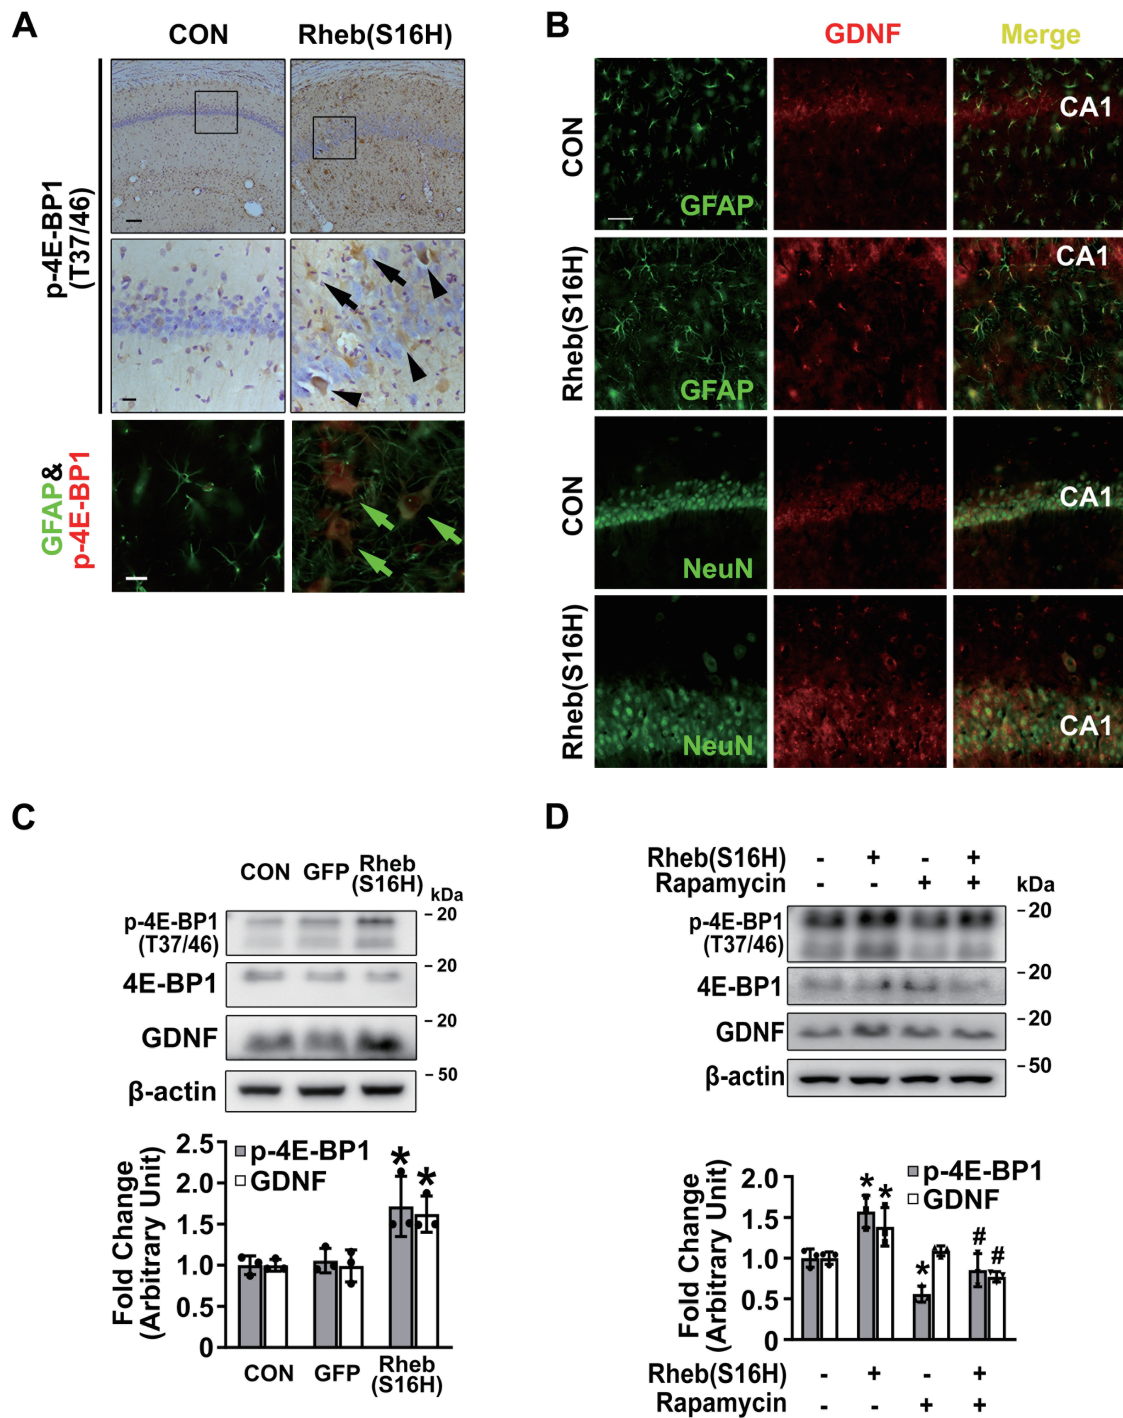 A
CON Rheb(S16H)
p-4E-BP1
(T37/46)
GFAP&
p-4E-BP1
B
GDNF Merge
CON
GFAP
CA1
Rheb(S16H)
GFAP
CA1
CON
NeuN
CA1
Rheb(S16H)
NeuN
CA1
C
CON GFP Rheb
(S16H)
kDa
p-4E-BP1
(T37/46)
- 20
4E-BP1
- 20
GDNF
- 20
β-actin
- 50
Fold Change
(Arbitrary Unit)
2.5
2.0
1.5
1.0
0.5
0
p-4E-BP1
GDNF
* *
CON GFP Rheb
(S16H)
D
Rheb(S16H) - + - +
Rapamycin - - + + kDa
p-4E-BP1
(T37/46)
- 20
4E-BP1
- 20
GDNF
- 20
β-actin
- 50
Fold Change
(Arbitrary Unit)
2.0
1.5
1.0
0.5
0
p-4E-BP1
GDNF
* * * # #
Rheb(S16H) - + - +
Rapamycin - - + +